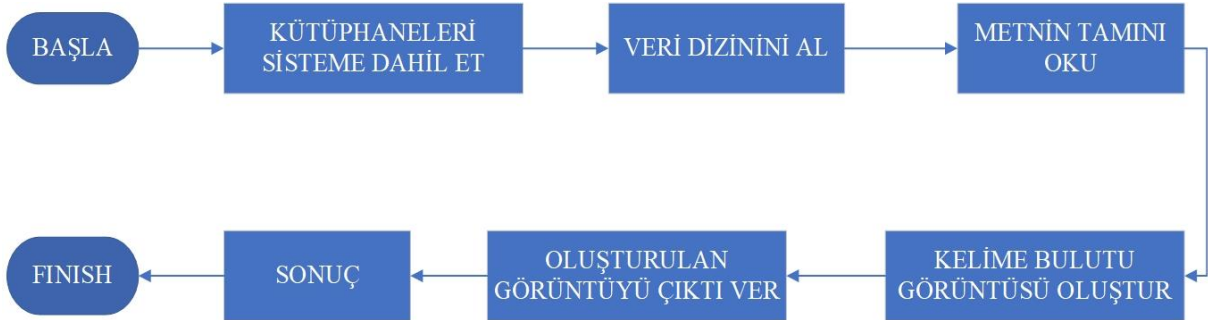 BAŞLA
KÜTÜPHANELERİ
SİSTEME DAHİL ET
VERİ DİZİNİNİ AL
METNİN TAMINI
OKU
KELİME BULUTU
GÖRÜNTÜSÜ OLUŞTUR
OLUŞTURULAN
GÖRÜNTÜYÜ ÇIKTI VER
SONUÇ
FINISH